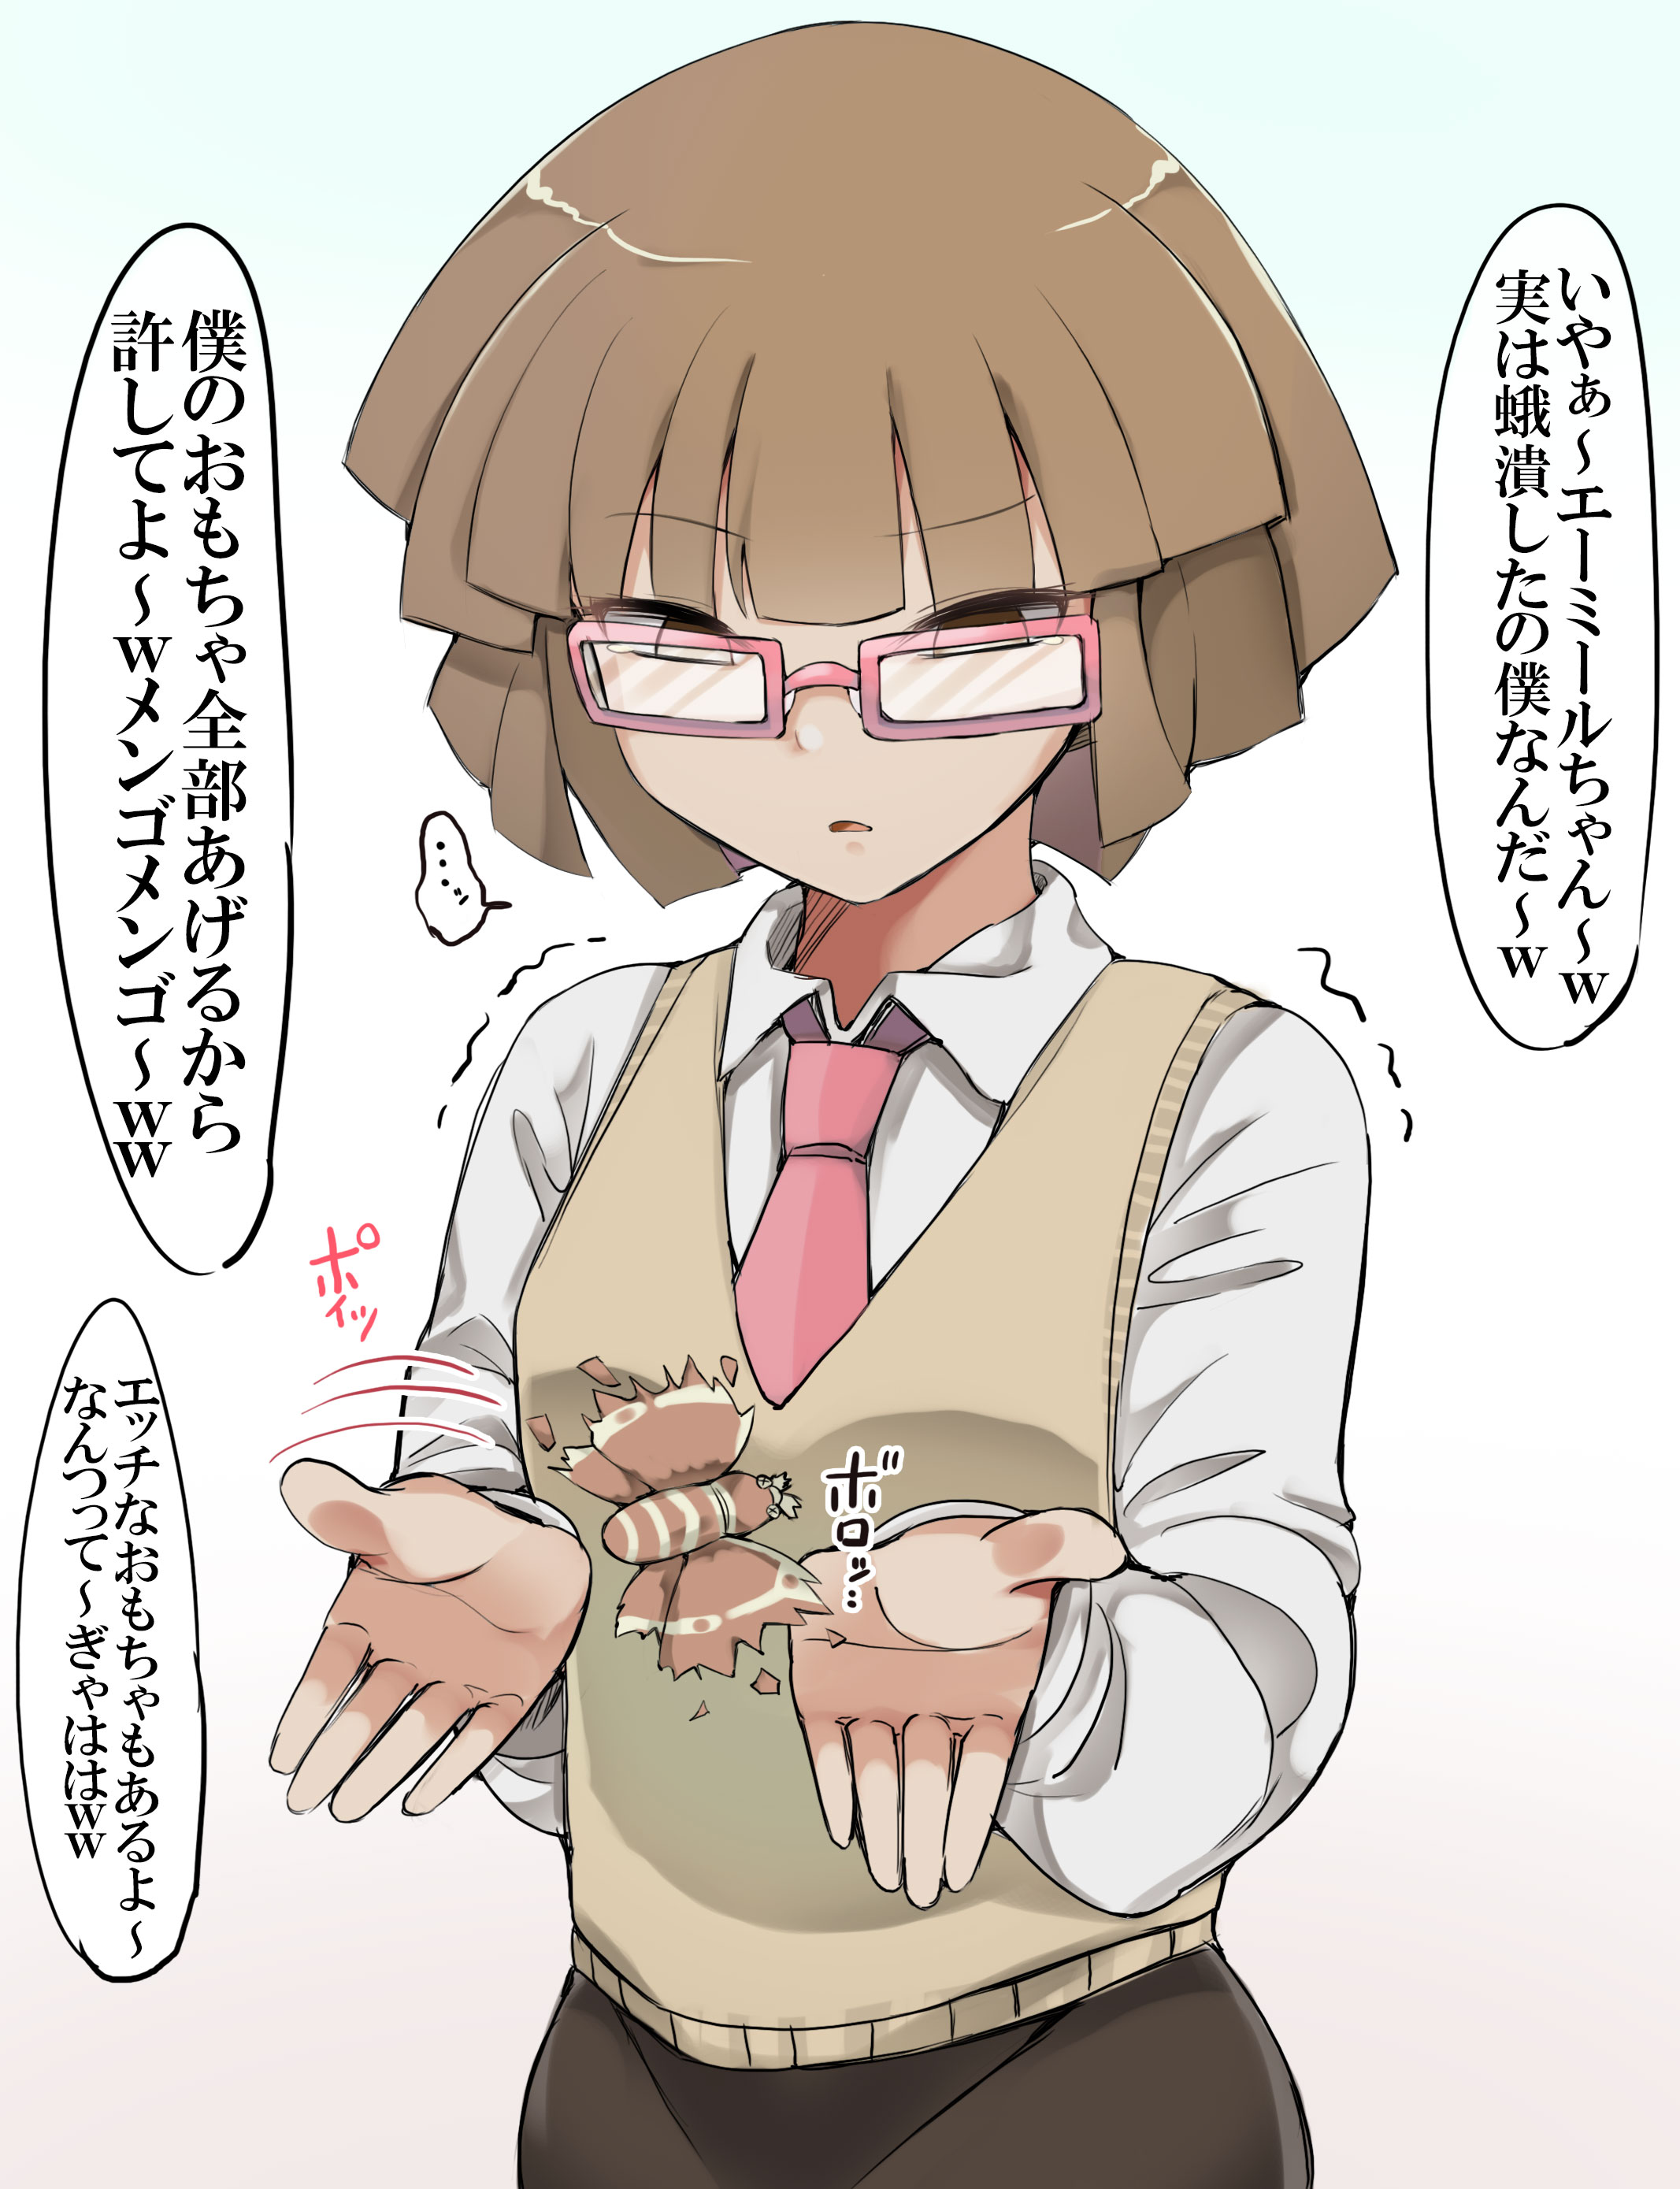 いやぁ～エーミールちゃん～w
実は蛾潰したの僕なんだ～w
僕のおもちゃ全部あげるから
許してよ～wメンゴメンゴ～ww
…
ポイッ
ボロッ…
エッチなおもちゃもあるよ～
なんつって～ぎゃははww